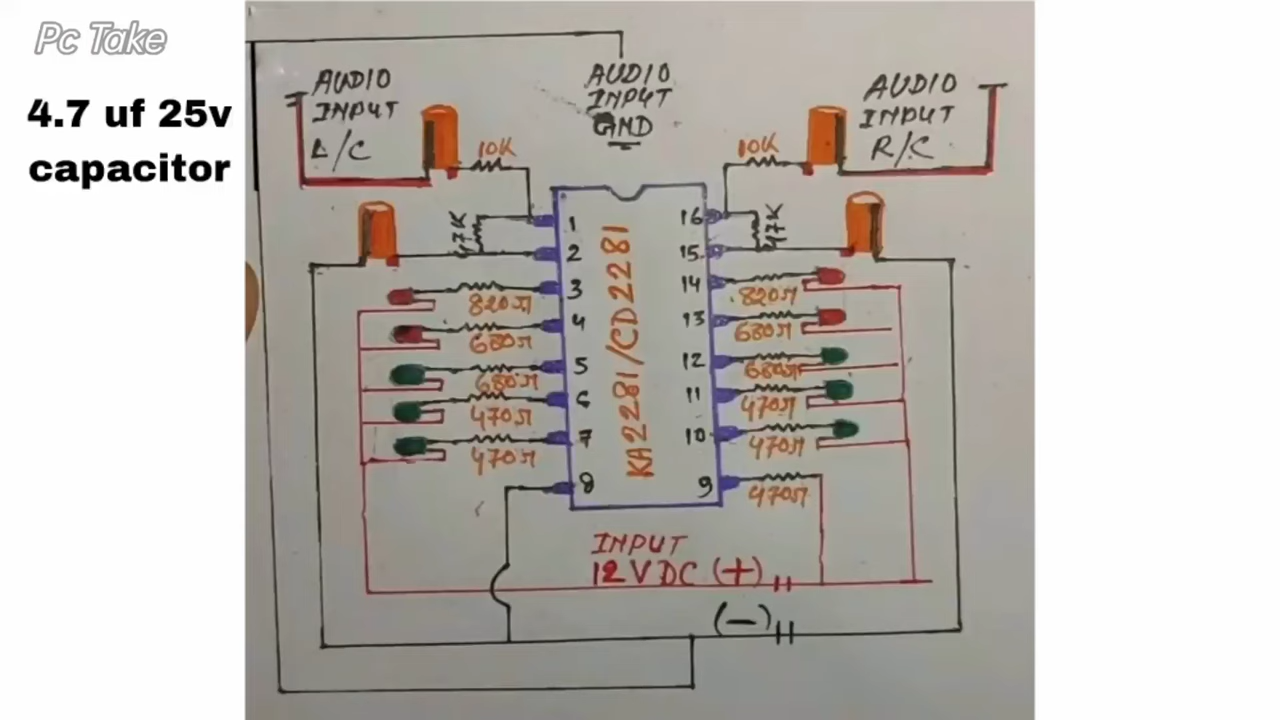 Pc Take
4.7 uf 25v
capacitor
AUDIO
INPUT
L/C
AUDIO
INPUT
GND
AUDIO
INPUT
R/C
10K
10K
47K
47K
1
2
3
4
5
6
7
8
16
15
14
13
12
11
10
9
KA2281/CD2281
820Ω
680Ω
680Ω
470Ω
470Ω
820Ω
680Ω
680Ω
470Ω
470Ω
470Ω
INPUT
12V DC (+)
(-)